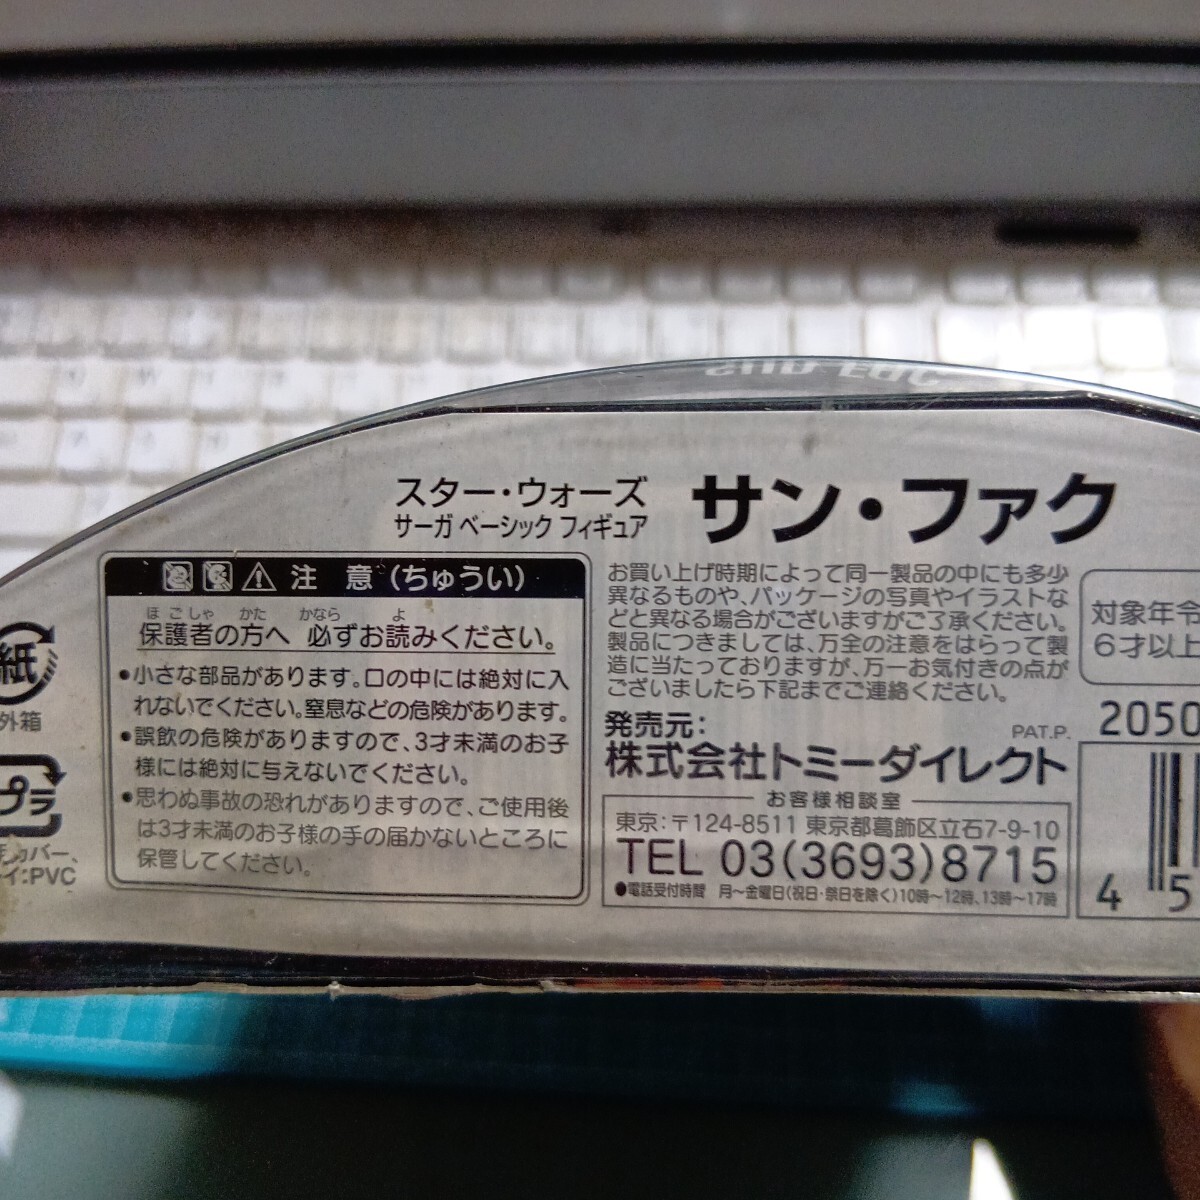 スター・ウォーズ
サーガ ベーシック フィギュア
サン・ファク
注 意 (ちゅうい)
ほごしゃ かた かなら よ
保護者の方へ 必ずお読みください。
●小さな部品があります。口の中には絶対に入
れないでください。窒息などの危険があります。
●誤飲の危険がありますので、3才未満のお子
様には絶対に与えないでください。
●思わぬ事故の恐れがありますので、ご使用後
は3才未満のお子様の手の届かないところに
保管してください。
お買い上げ時期によって同一製品の中にも多少
異なるものや、パッケージの写真やイラストな
どと異なる場合がございますがご了承ください。
製品につきましては、万全の注意をはらって製
造に当たっておりますが、万一お気付きの点が
ございましたら下記までご連絡ください。
発売元:
PAT.P.
株式会社トミーダイレクト
お客様相談室
東京:〒124-8511 東京都葛飾区立石7-9-10
TEL 03(3693)8715
●電話受付時間 月〜金曜日(祝日・祭日を除く)10時〜12時、13時〜17時
対象年令
6才以上
2050
4 5
紙
外箱
プラ
カバー、
イ:PVC